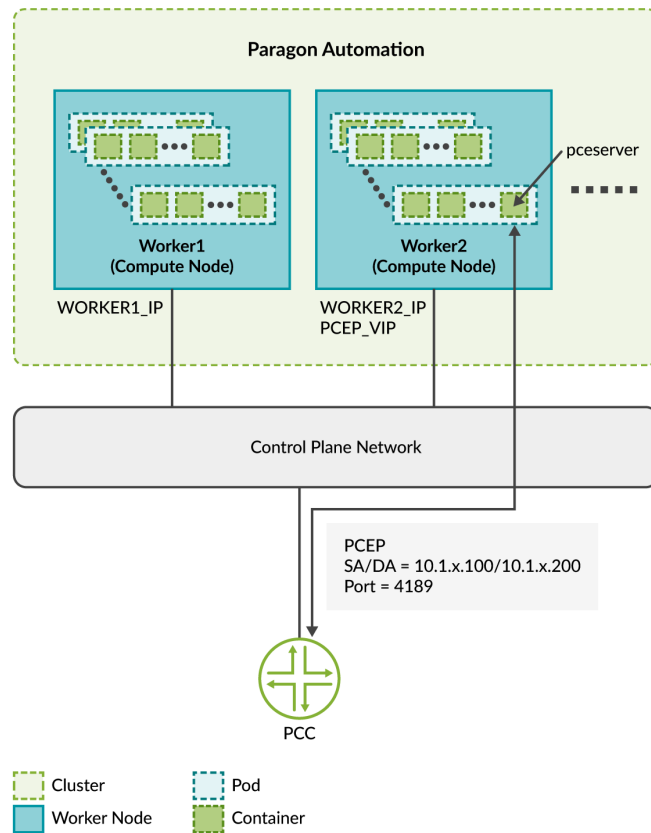 Paragon Automation
pceserver
Worker1
(Compute Node)
Worker2
(Compute Node)
WORKER1_IP
WORKER2_IP
PCEP_VIP
Control Plane Network
PCEP
SA/DA = 10.1.x.100/10.1.x.200
Port = 4189
PCC
Cluster
Pod
Worker Node
Container